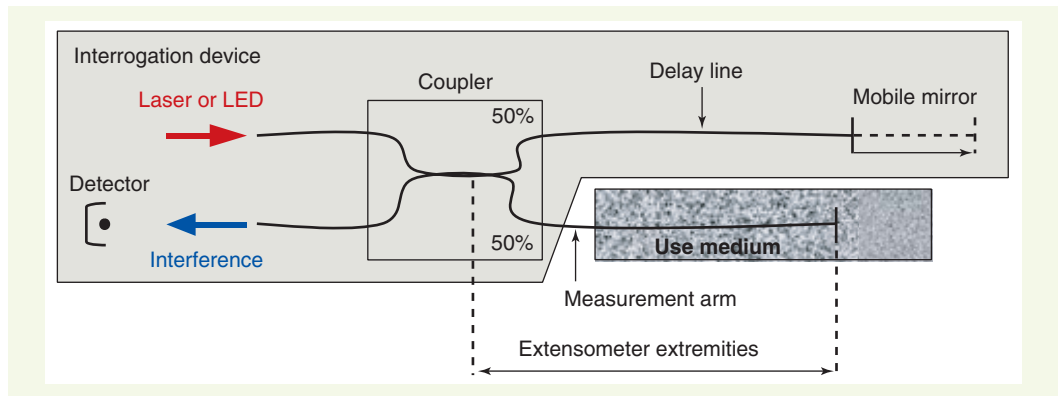 Interrogation device
Laser or LED
Coupler
50%
Delay line
Mobile mirror
Detector
Interference
50%
Use medium
Measurement arm
Extensometer extremities